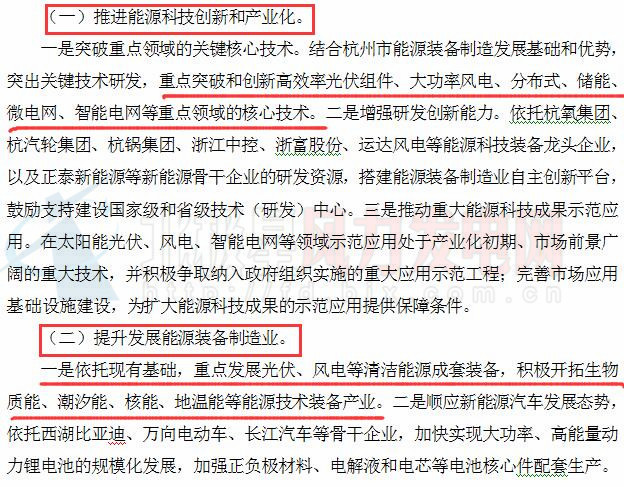 （一）推进能源科技创新和产业化。
一是突破重点领域的关键核心技术。结合杭州市能源装备制造发展基础和优势，
突出关键技术研发，重点突破和创新高效率光伏组件、大功率风电、分布式、储能、
微电网、智能电网等重点领域的核心技术。二是增强研发创新能力。依托杭氧集团、
杭汽轮集团、杭锅集团、浙江中控、浙富股份、运达风电等能源科技装备龙头企业，
以及正泰新能源等新能源骨干企业的研发资源，搭建能源装备制造业自主创新平台，
鼓励支持建设国家级和省级技术（研发）中心。三是推动重大能源科技成果示范应
用。在太阳能光伏、风电、智能电网等领域示范应用处于产业化初期、市场前景广
阔的重大技术，并积极争取纳入政府组织实施的重大应用示范工程；完善市场应用
基础设施建设，为扩大能源科技成果的示范应用提供保障条件。
（二）提升发展能源装备制造业。
一是依托现有基础，重点发展光伏、风电等清洁能源成套装备，积极开拓生物
质能、潮汐能、核能、地温能等能源技术装备产业。二是顺应新能源汽车发展态势，
依托西湖比亚迪、万向电动车、长江汽车等骨干企业，加快实现大功率、高能量动
力锂电池的规模化发展，加强正负极材料、电解液和电芯等电池核心件配套生产。
北极星风力发电网
fd.bjx.com.cn